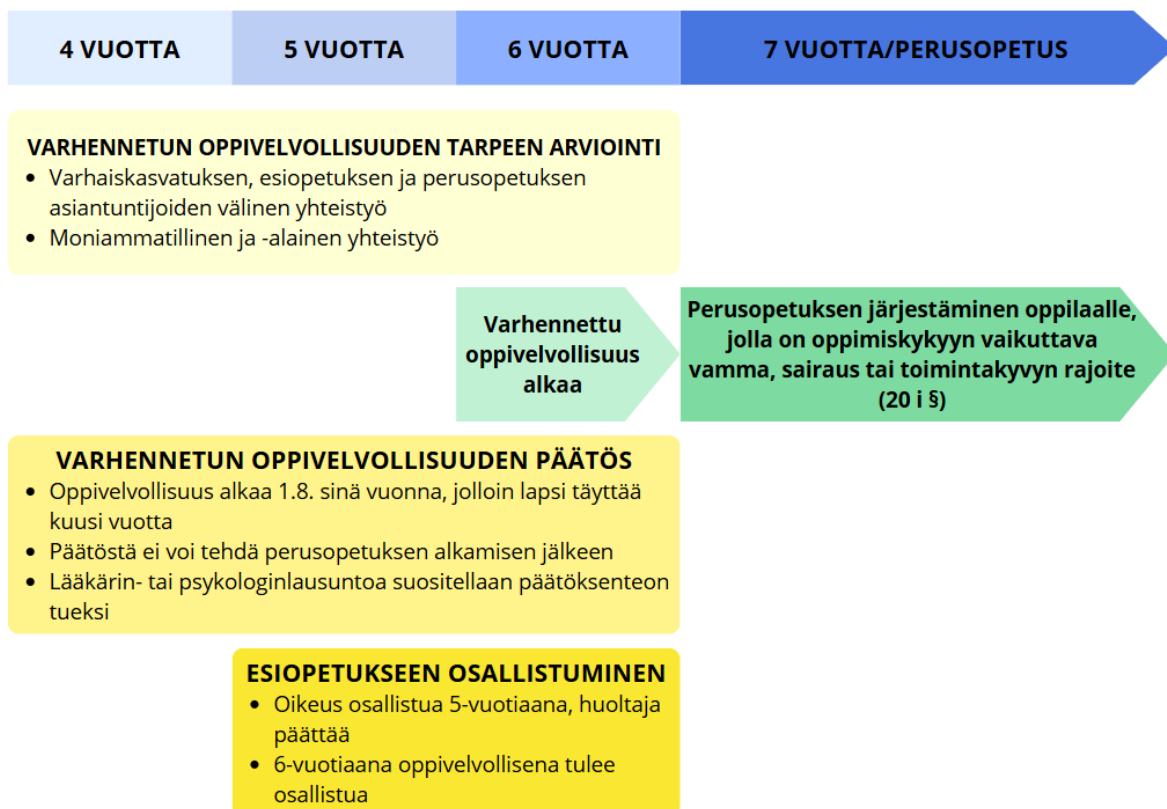 4 VUOTTA
5 VUOTTA
6 VUOTTA
7 VUOTTA/PERUSOPETUS
VARHENNETUN OPPIVELVOLLISUUDEN TARPEEN ARVIOINTI
• Varhaiskasvatuksen, esiopetuksen ja perusopetuksen
asiantuntijoiden välinen yhteistyö
• Moniammatillinen ja -alainen yhteistyö
Varhennettu
oppivelvollisuus
alkaa
Perusopetuksen järjestäminen oppilaalle,
jolla on oppimiskykyyn vaikuttava
vamma, sairaus tai toimintakyvyn rajoite
(20 i §)
VARHENNETUN OPPIVELVOLLISUUDEN PÄÄTÖS
• Oppivelvollisuus alkaa 1.8. sinä vuonna, jolloin lapsi täyttää
kuusi vuotta
• Päätöstä ei voi tehdä perusopetuksen alkamisen jälkeen
• Lääkärin- tai psykologinlausuntoa suositellaan päätöksenteon
tueksi
ESIOPETUKSEEN OSALLISTUMINEN
• Oikeus osallistua 5-vuotiaana, huoltaja
päättää
• 6-vuotiaana oppivelvollisena tulee
osallistua